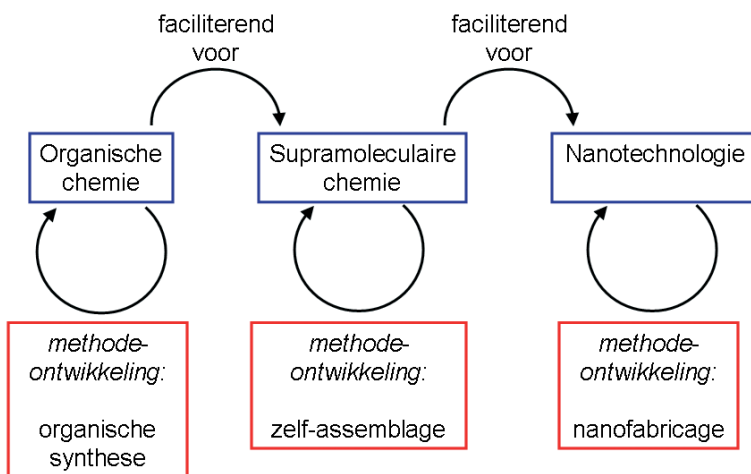 faciliterend
voor
faciliterend
voor
Organische
chemie
Supramoleculaire
chemie
Nanotechnologie
methode-
ontwikkeling:
organische
synthese
methode-
ontwikkeling:
zelf-assemblage
methode-
ontwikkeling:
nanofabricage